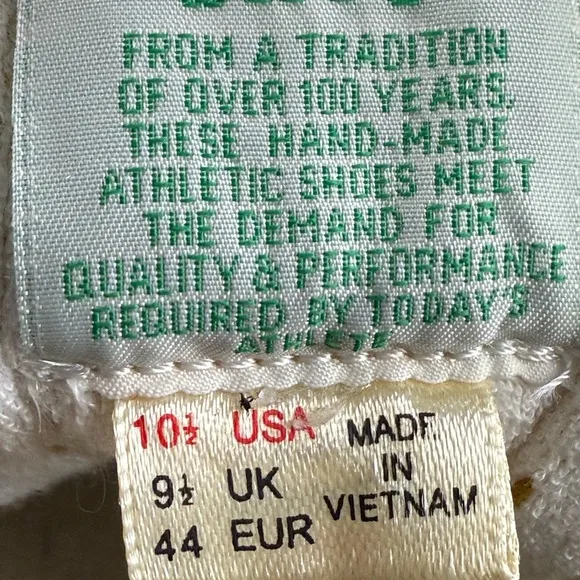 FROM A TRADITION
OF OVER 100 YEARS.
THESE HAND-MADE
ATHLETIC SHOES MEET
THE DEMAND FOR
QUALITY & PERFORMANCE
REQUIRED BY TODAY'S
ATHLETE
10½ USA
9½ UK
44 EUR
MADE
IN
VIETNAM